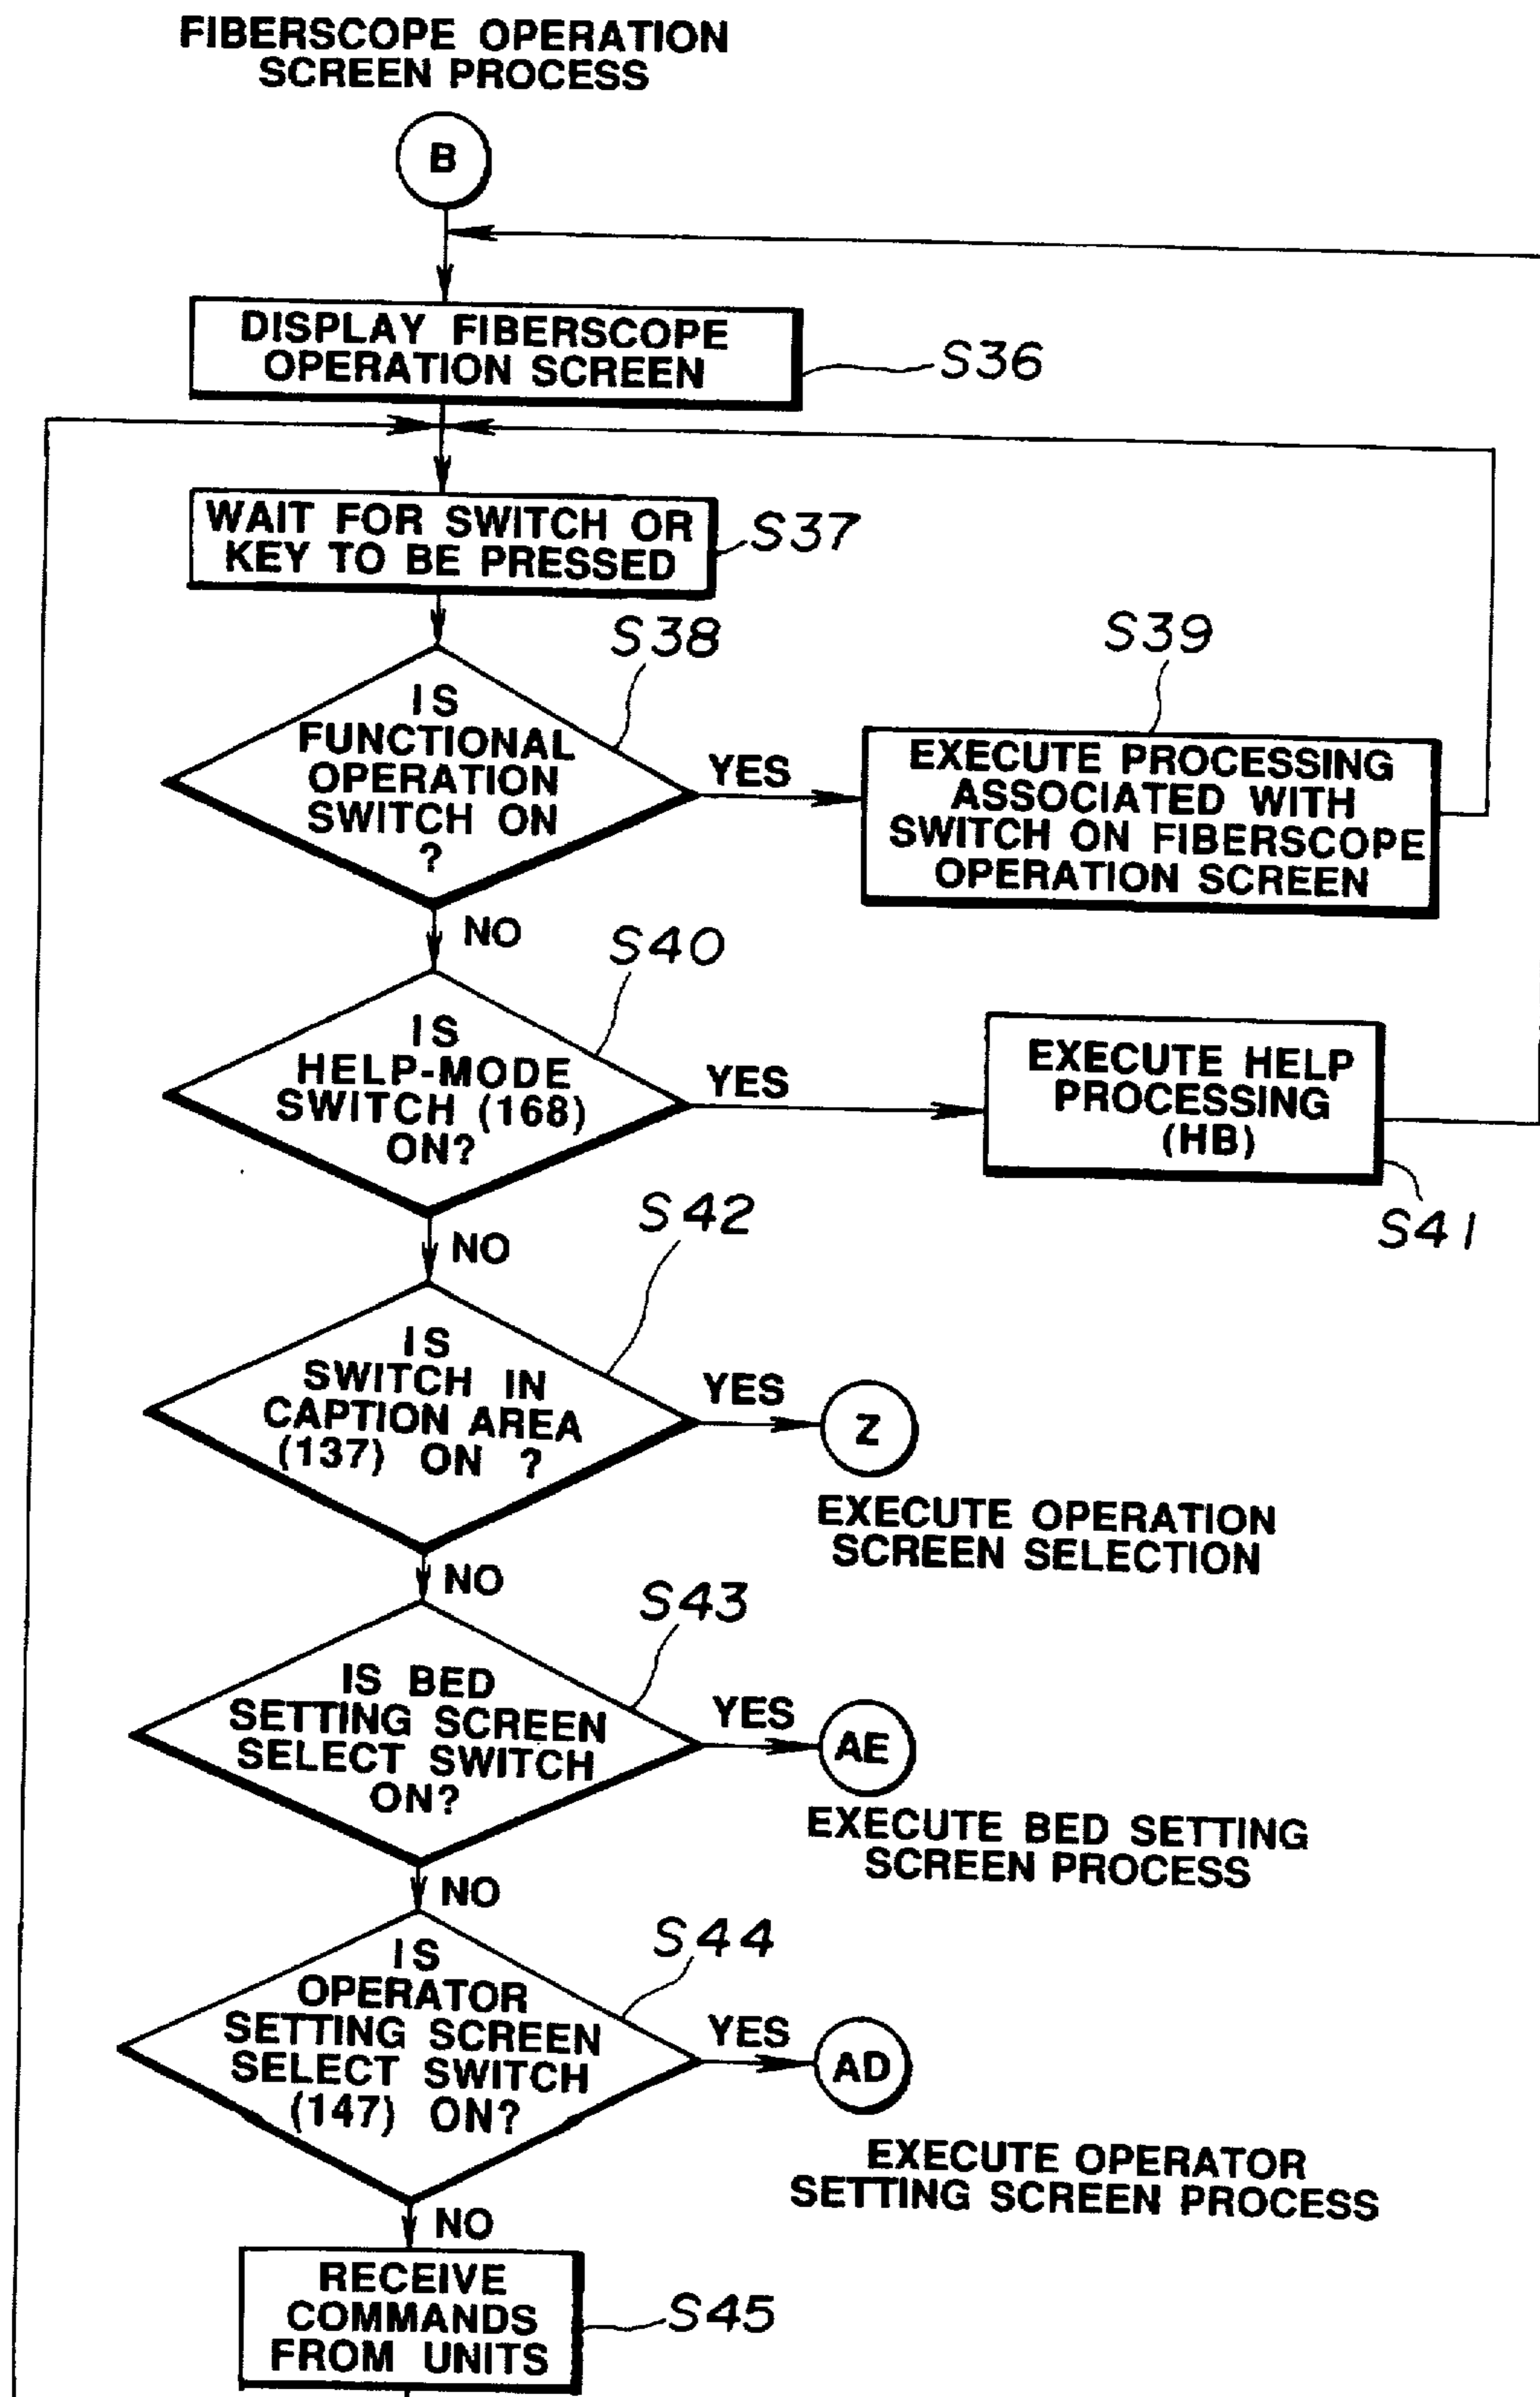 FIBERSCOPE OPERATION
SCREEN PROCESS
B
DISPLAY FIBERSCOPE
OPERATION SCREEN
S36
WAIT FOR SWITCH OR
KEY TO BE PRESSED
S37
S38
IS
FUNCTIONAL
OPERATION
SWITCH ON
?
YES
S39
EXECUTE PROCESSING
ASSOCIATED WITH
SWITCH ON FIBERSCOPE
OPERATION SCREEN
NO
S40
IS
HELP-MODE
SWITCH (168)
ON?
YES
EXECUTE HELP
PROCESSING
(HB)
S41
NO
S42
IS
SWITCH IN
CAPTION AREA
(137) ON ?
YES
Z
EXECUTE OPERATION
SCREEN SELECTION
NO
S43
IS BED
SETTING SCREEN
SELECT SWITCH
ON?
YES
AE
EXECUTE BED SETTING
SCREEN PROCESS
NO
S44
IS
OPERATOR
SETTING SCREEN
SELECT SWITCH
(147) ON?
YES
AD
EXECUTE OPERATOR
SETTING SCREEN PROCESS
NO
RECEIVE
COMMANDS
FROM UNITS
S45